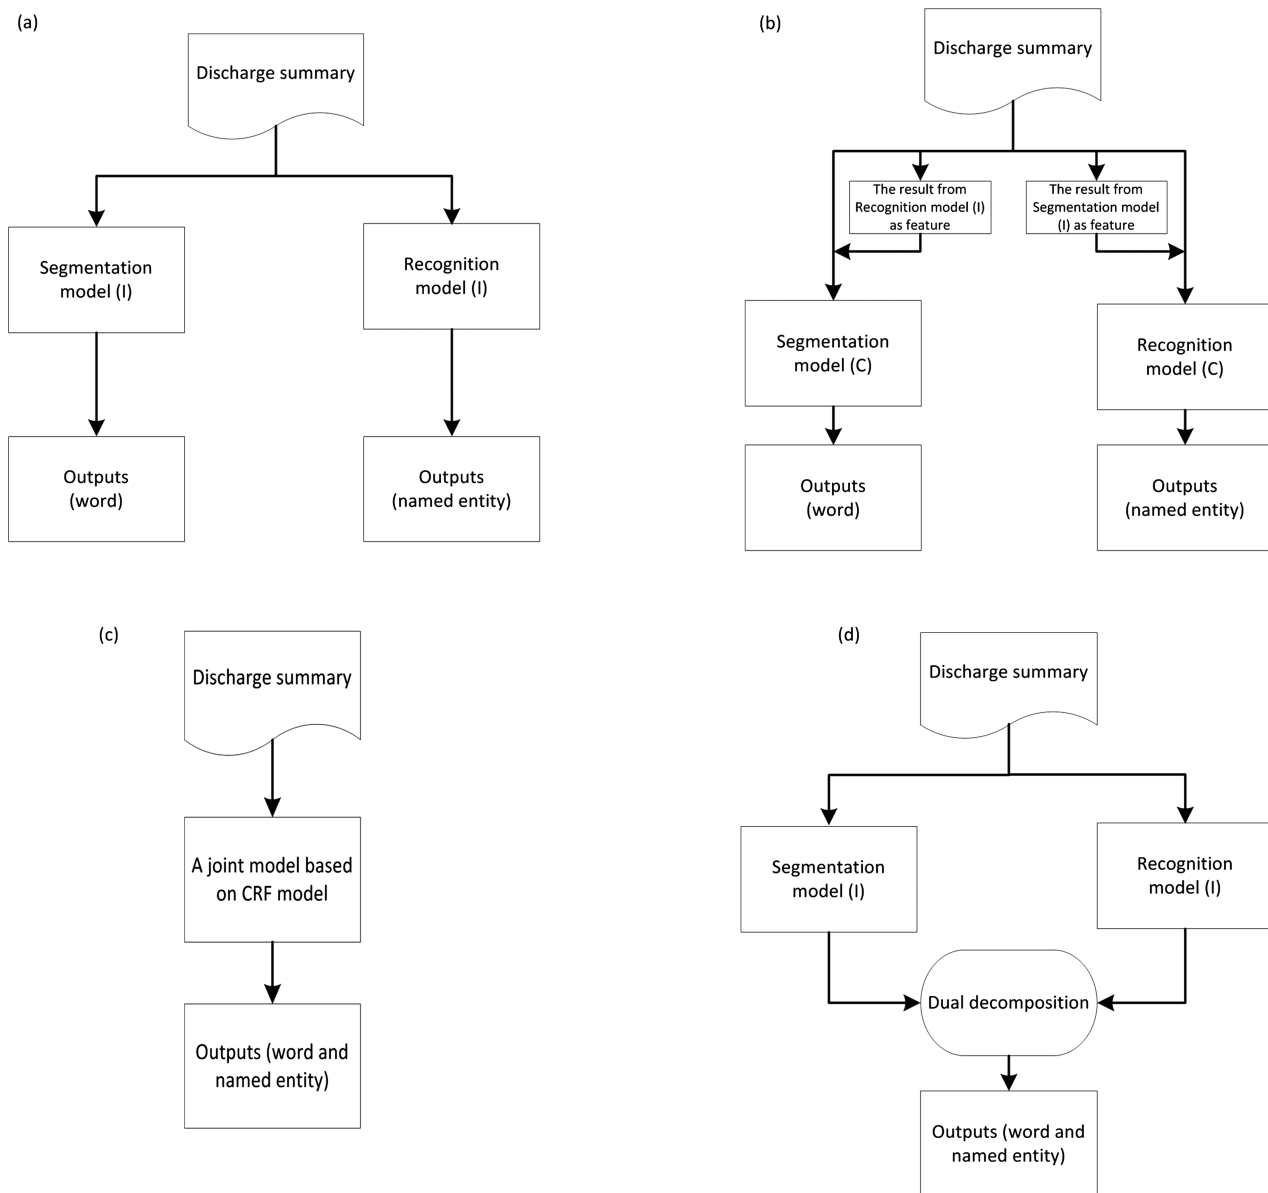 (a)
Discharge summary
Segmentation
model (I)
Recognition
model (I)
Outputs
(word)
Outputs
(named entity)
(b)
Discharge summary
The result from
Recognition model (I)
as feature
The result from
Segmentation model
(I) as feature
Segmentation
model (C)
Recognition
model (C)
Outputs
(word)
Outputs
(named entity)
(c)
Discharge summary
A joint model based
on CRF model
Outputs (word and
named entity)
(d)
Discharge summary
Segmentation
model (I)
Recognition
model (I)
Dual decomposition
Outputs (word and
named entity)